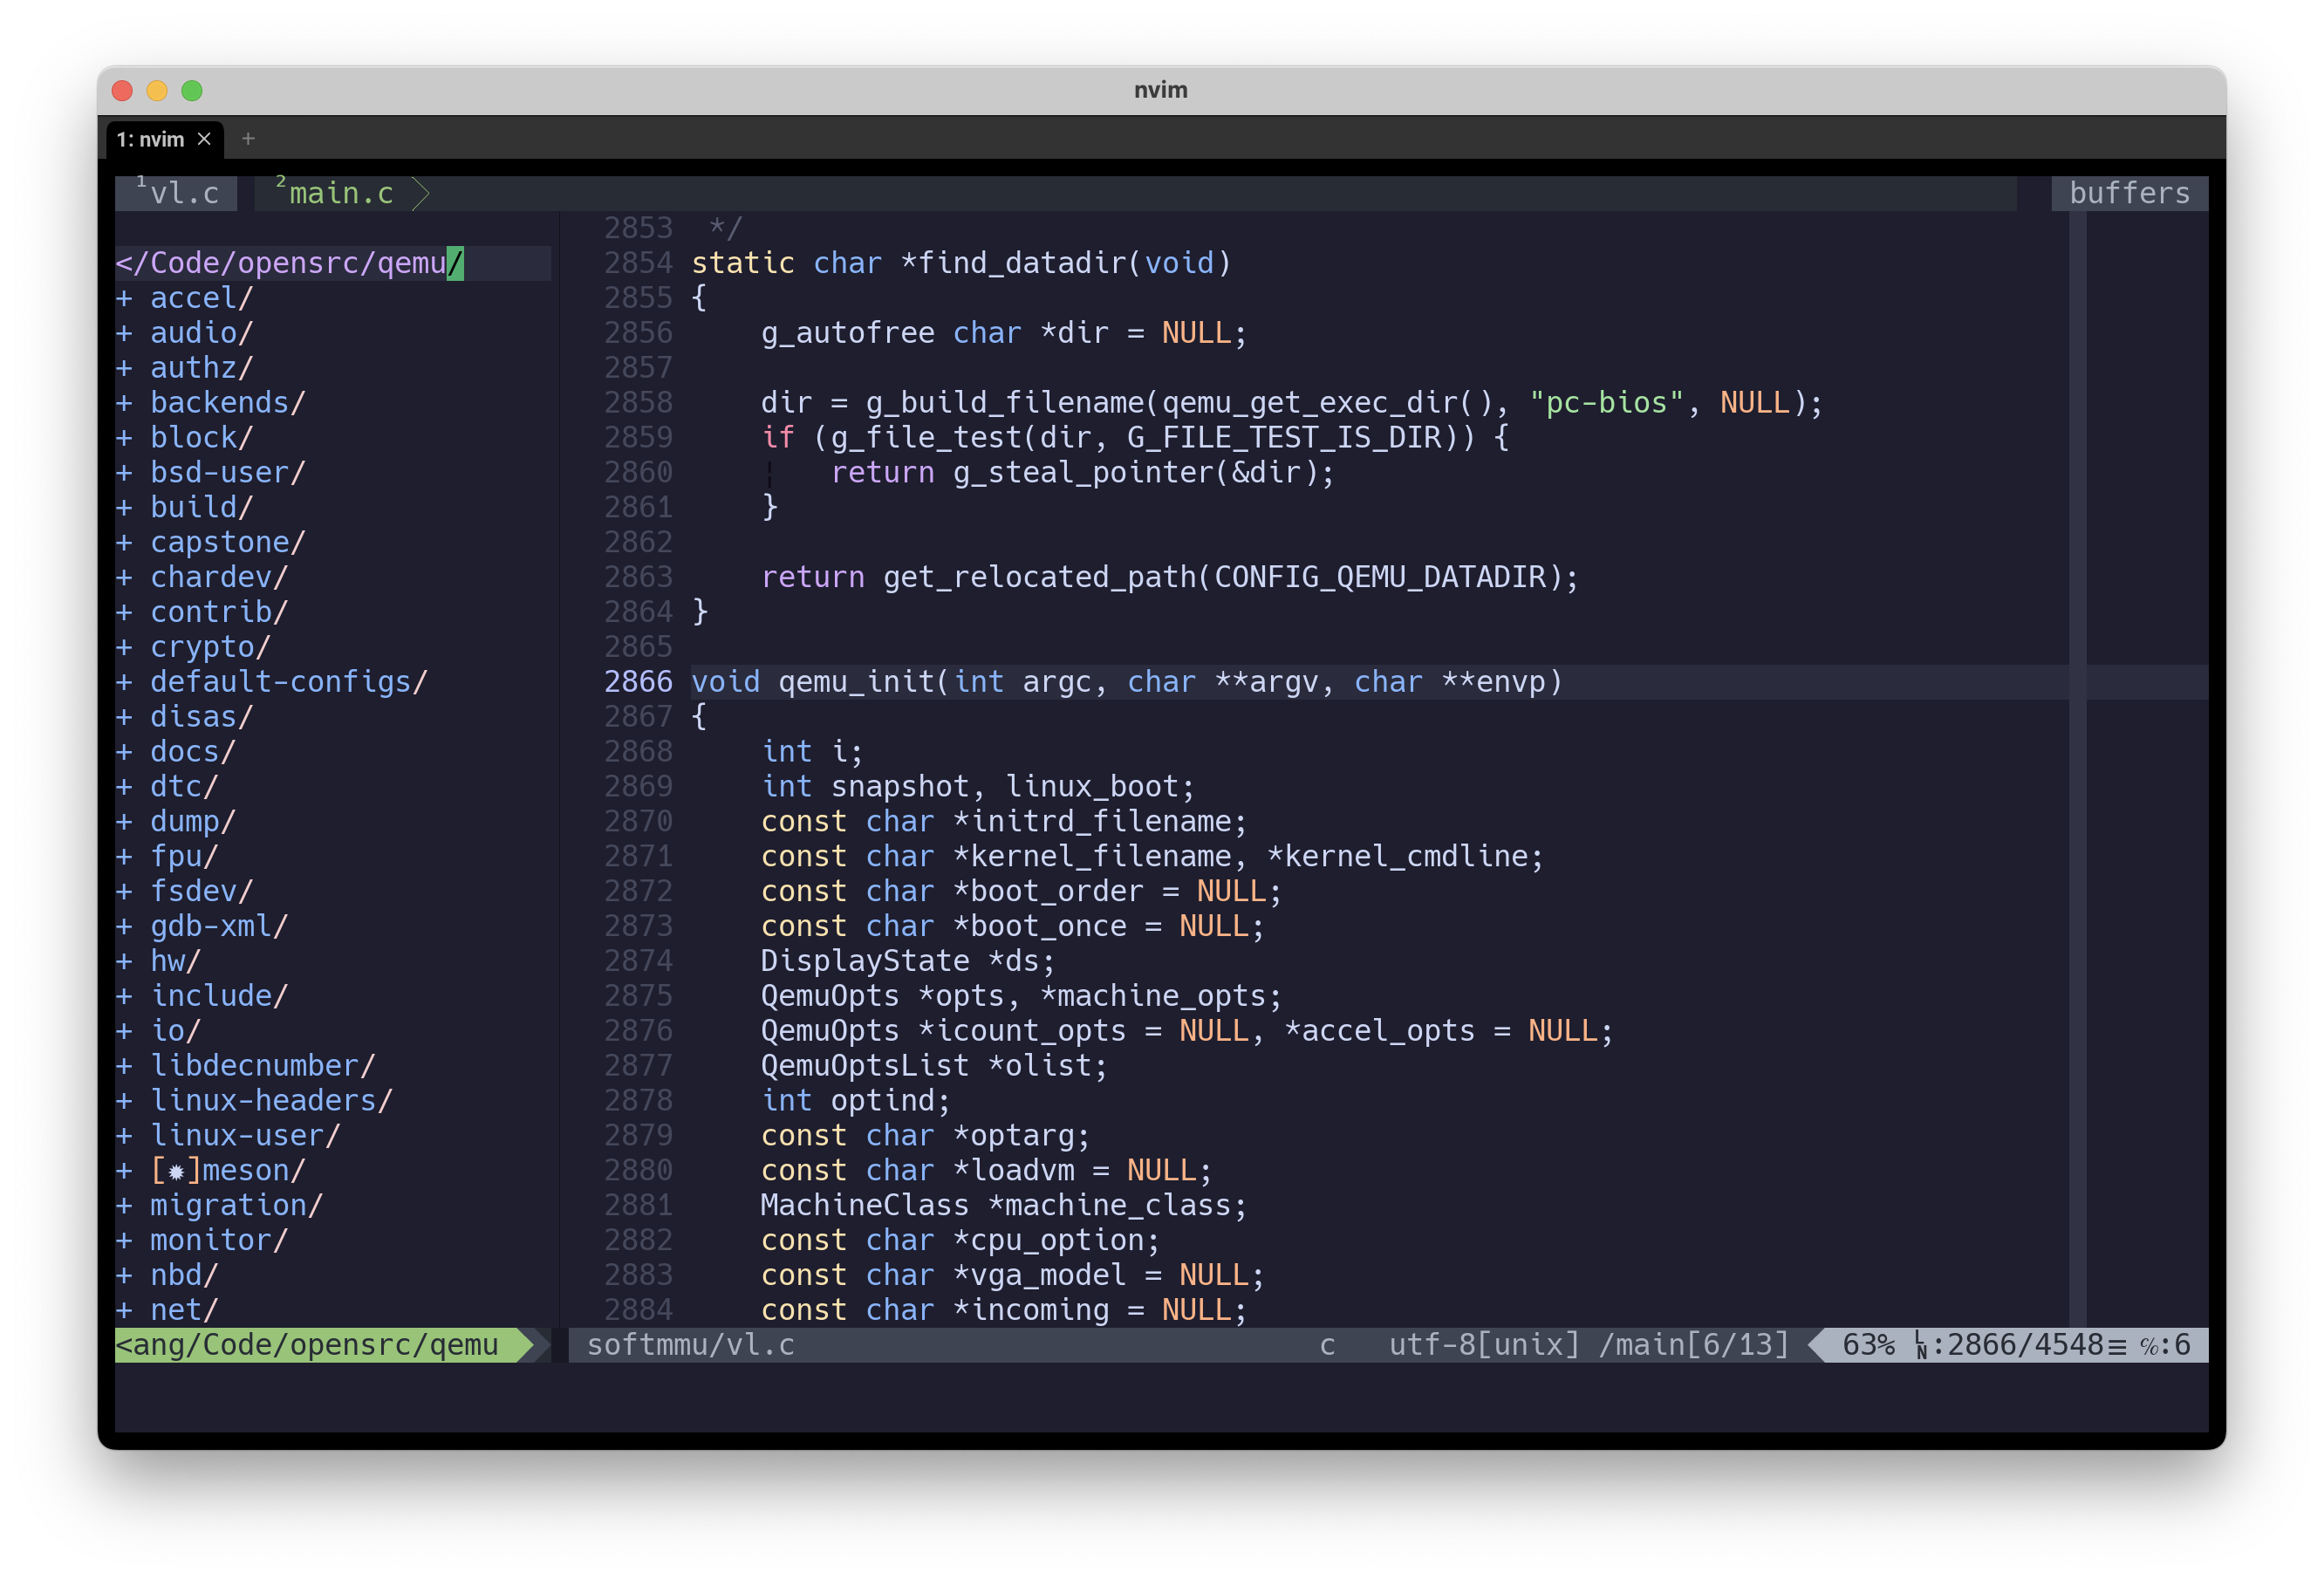 nvim
1: nvim × +
1 vl.c 2 main.c buffers
</Code/opensrc/qemu/
+ accel/
+ audio/
+ authz/
+ backends/
+ block/
+ bsd-user/
+ build/
+ capstone/
+ chardev/
+ contrib/
+ crypto/
+ default-configs/
+ disas/
+ docs/
+ dtc/
+ dump/
+ fpu/
+ fsdev/
+ gdb-xml/
+ hw/
+ include/
+ io/
+ libdecnumber/
+ linux-headers/
+ linux-user/
+ [✹]meson/
+ migration/
+ monitor/
+ nbd/
+ net/
2853  */
2854 static char *find_datadir(void)
2855 {
2856     g_autofree char *dir = NULL;
2857
2858     dir = g_build_filename(qemu_get_exec_dir(), "pc-bios", NULL);
2859     if (g_file_test(dir, G_FILE_TEST_IS_DIR)) {
2860     ¦   return g_steal_pointer(&dir);
2861     }
2862
2863     return get_relocated_path(CONFIG_QEMU_DATADIR);
2864 }
2865
2866 void qemu_init(int argc, char **argv, char **envp)
2867 {
2868     int i;
2869     int snapshot, linux_boot;
2870     const char *initrd_filename;
2871     const char *kernel_filename, *kernel_cmdline;
2872     const char *boot_order = NULL;
2873     const char *boot_once = NULL;
2874     DisplayState *ds;
2875     QemuOpts *opts, *machine_opts;
2876     QemuOpts *icount_opts = NULL, *accel_opts = NULL;
2877     QemuOptsList *olist;
2878     int optind;
2879     const char *optarg;
2880     const char *loadvm = NULL;
2881     MachineClass *machine_class;
2882     const char *cpu_option;
2883     const char *vga_model = NULL;
2884     const char *incoming = NULL;
<ang/Code/opensrc/qemu softmmu/vl.c c utf-8[unix] /main[6/13] 63% ␤:2866/4548≡ ℅:6